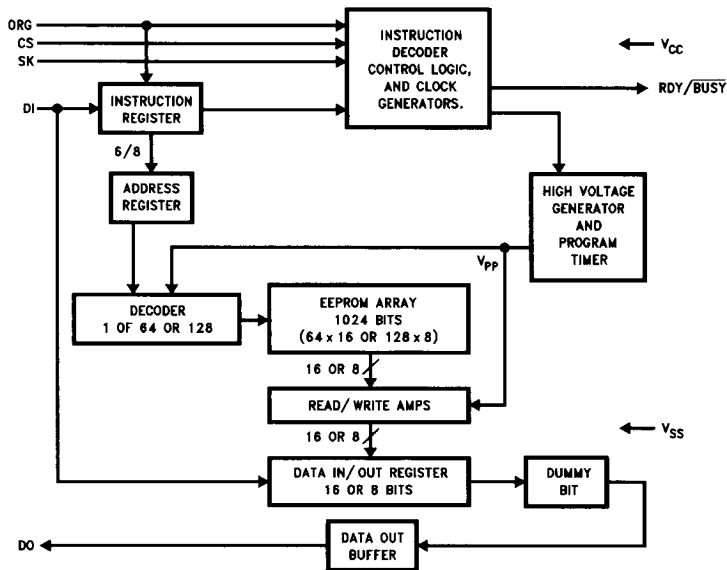 ORG
CS
SK
INSTRUCTION
DECODER
CONTROL LOGIC,
AND CLOCK
GENERATORS.
VCC
RDY/BUSY
DI
INSTRUCTION
REGISTER
6/8
ADDRESS
REGISTER
HIGH VOLTAGE
GENERATOR
AND
PROGRAM
TIMER
VPP
DECODER
1 OF 64 OR 128
EEPROM ARRAY
1024 BITS
(64 x 16 OR 128 x 8)
16 OR 8
READ/WRITE AMPS
16 OR 8
VSS
DATA IN/OUT REGISTER
16 OR 8 BITS
DUMMY
BIT
DO
DATA OUT
BUFFER